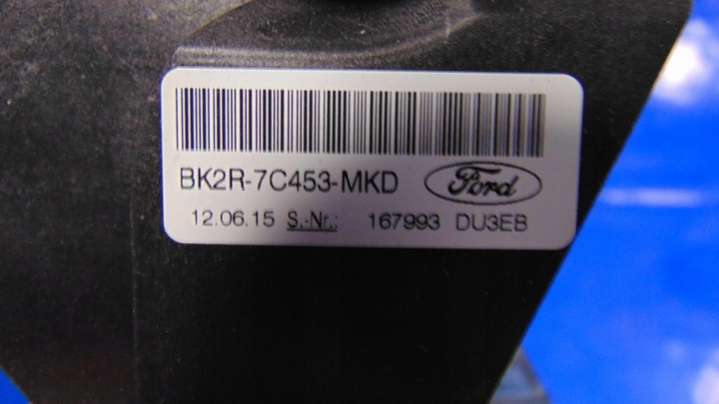 BK2R-7C453-MKD Ford
12.06.15 S.-Nr.: 167993 DU3EB